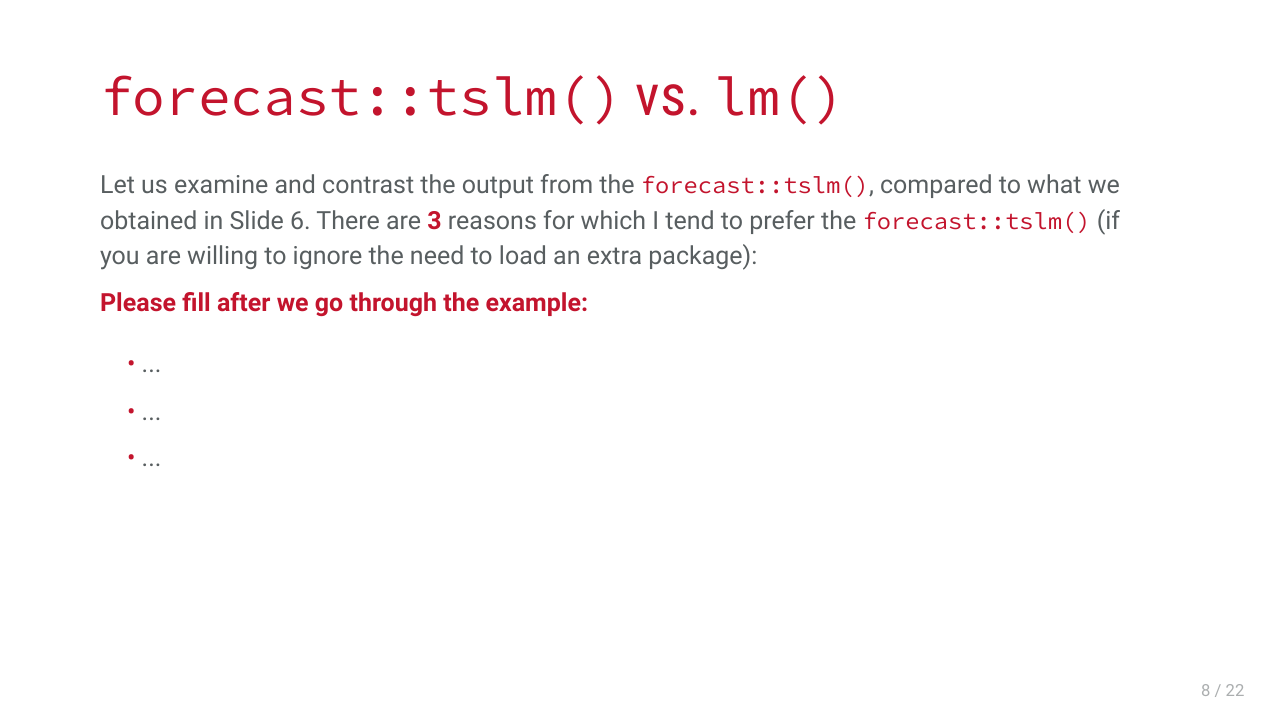 forecast::tslm() vs. lm()
Let us examine and contrast the output from the forecast::tslm(), compared to what we
obtained in Slide 6. There are 3 reasons for which I tend to prefer the forecast::tslm() (if
you are willing to ignore the need to load an extra package):
Please fill after we go through the example:
• ...
• ...
• ...
8 / 22